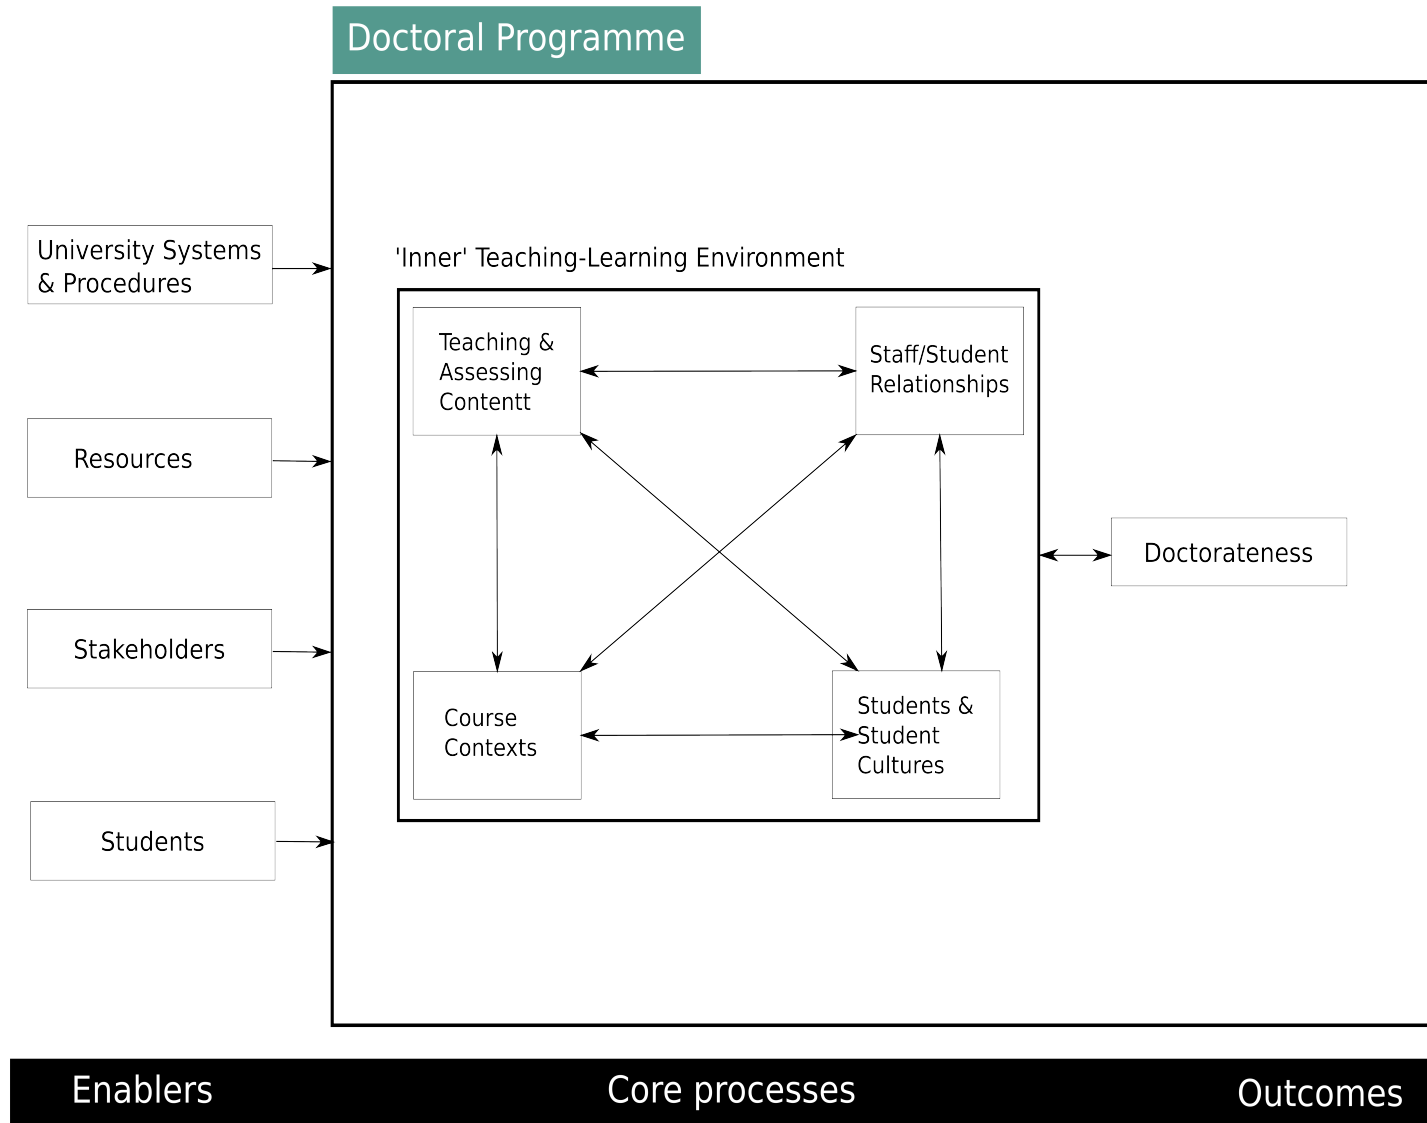 Doctoral Programme
University Systems
& Procedures
Resources
Stakeholders
Students
'Inner' Teaching-Learning Environment
Teaching &
Assessing
Contentt
Staff/Student
Relationships
Course
Contexts
Students &
Student
Cultures
Doctorateness
Enablers
Core processes
Outcomes